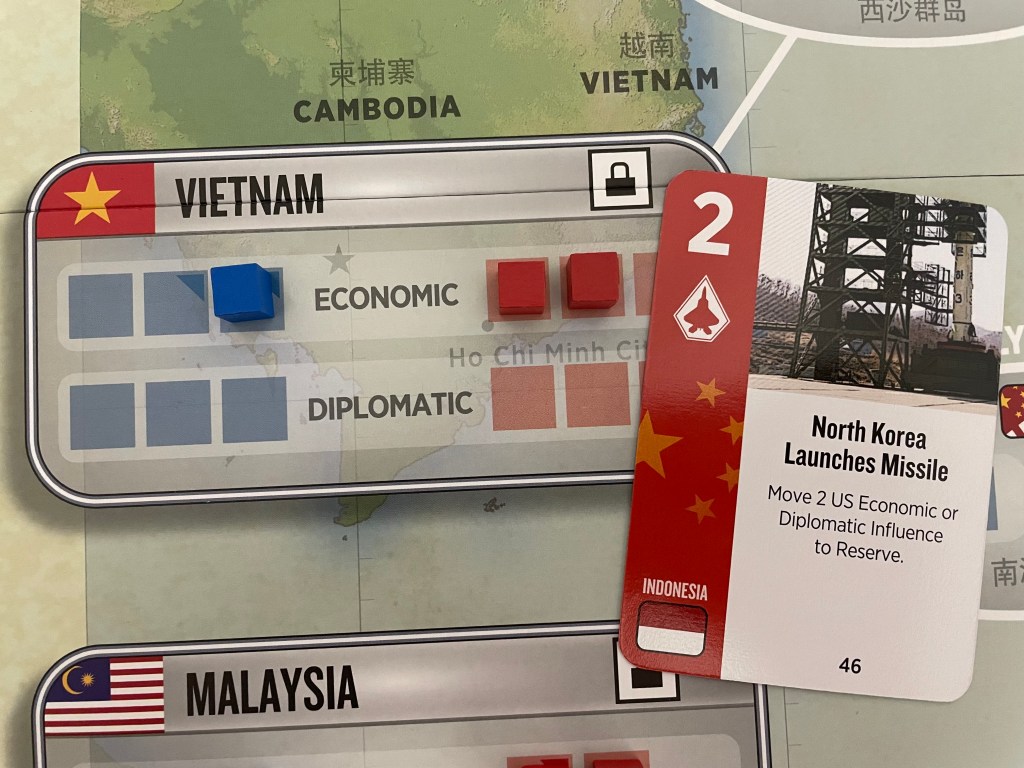 西沙群岛
越南
VIETNAM
柬埔寨
CAMBODIA
VIETNAM
ECONOMIC
Ho Chi Minh Cit
DIPLOMATIC
2
North Korea
Launches Missile
Move 2 US Economic or
Diplomatic Influence
to Reserve.
INDONESIA
46
MALAYSIA